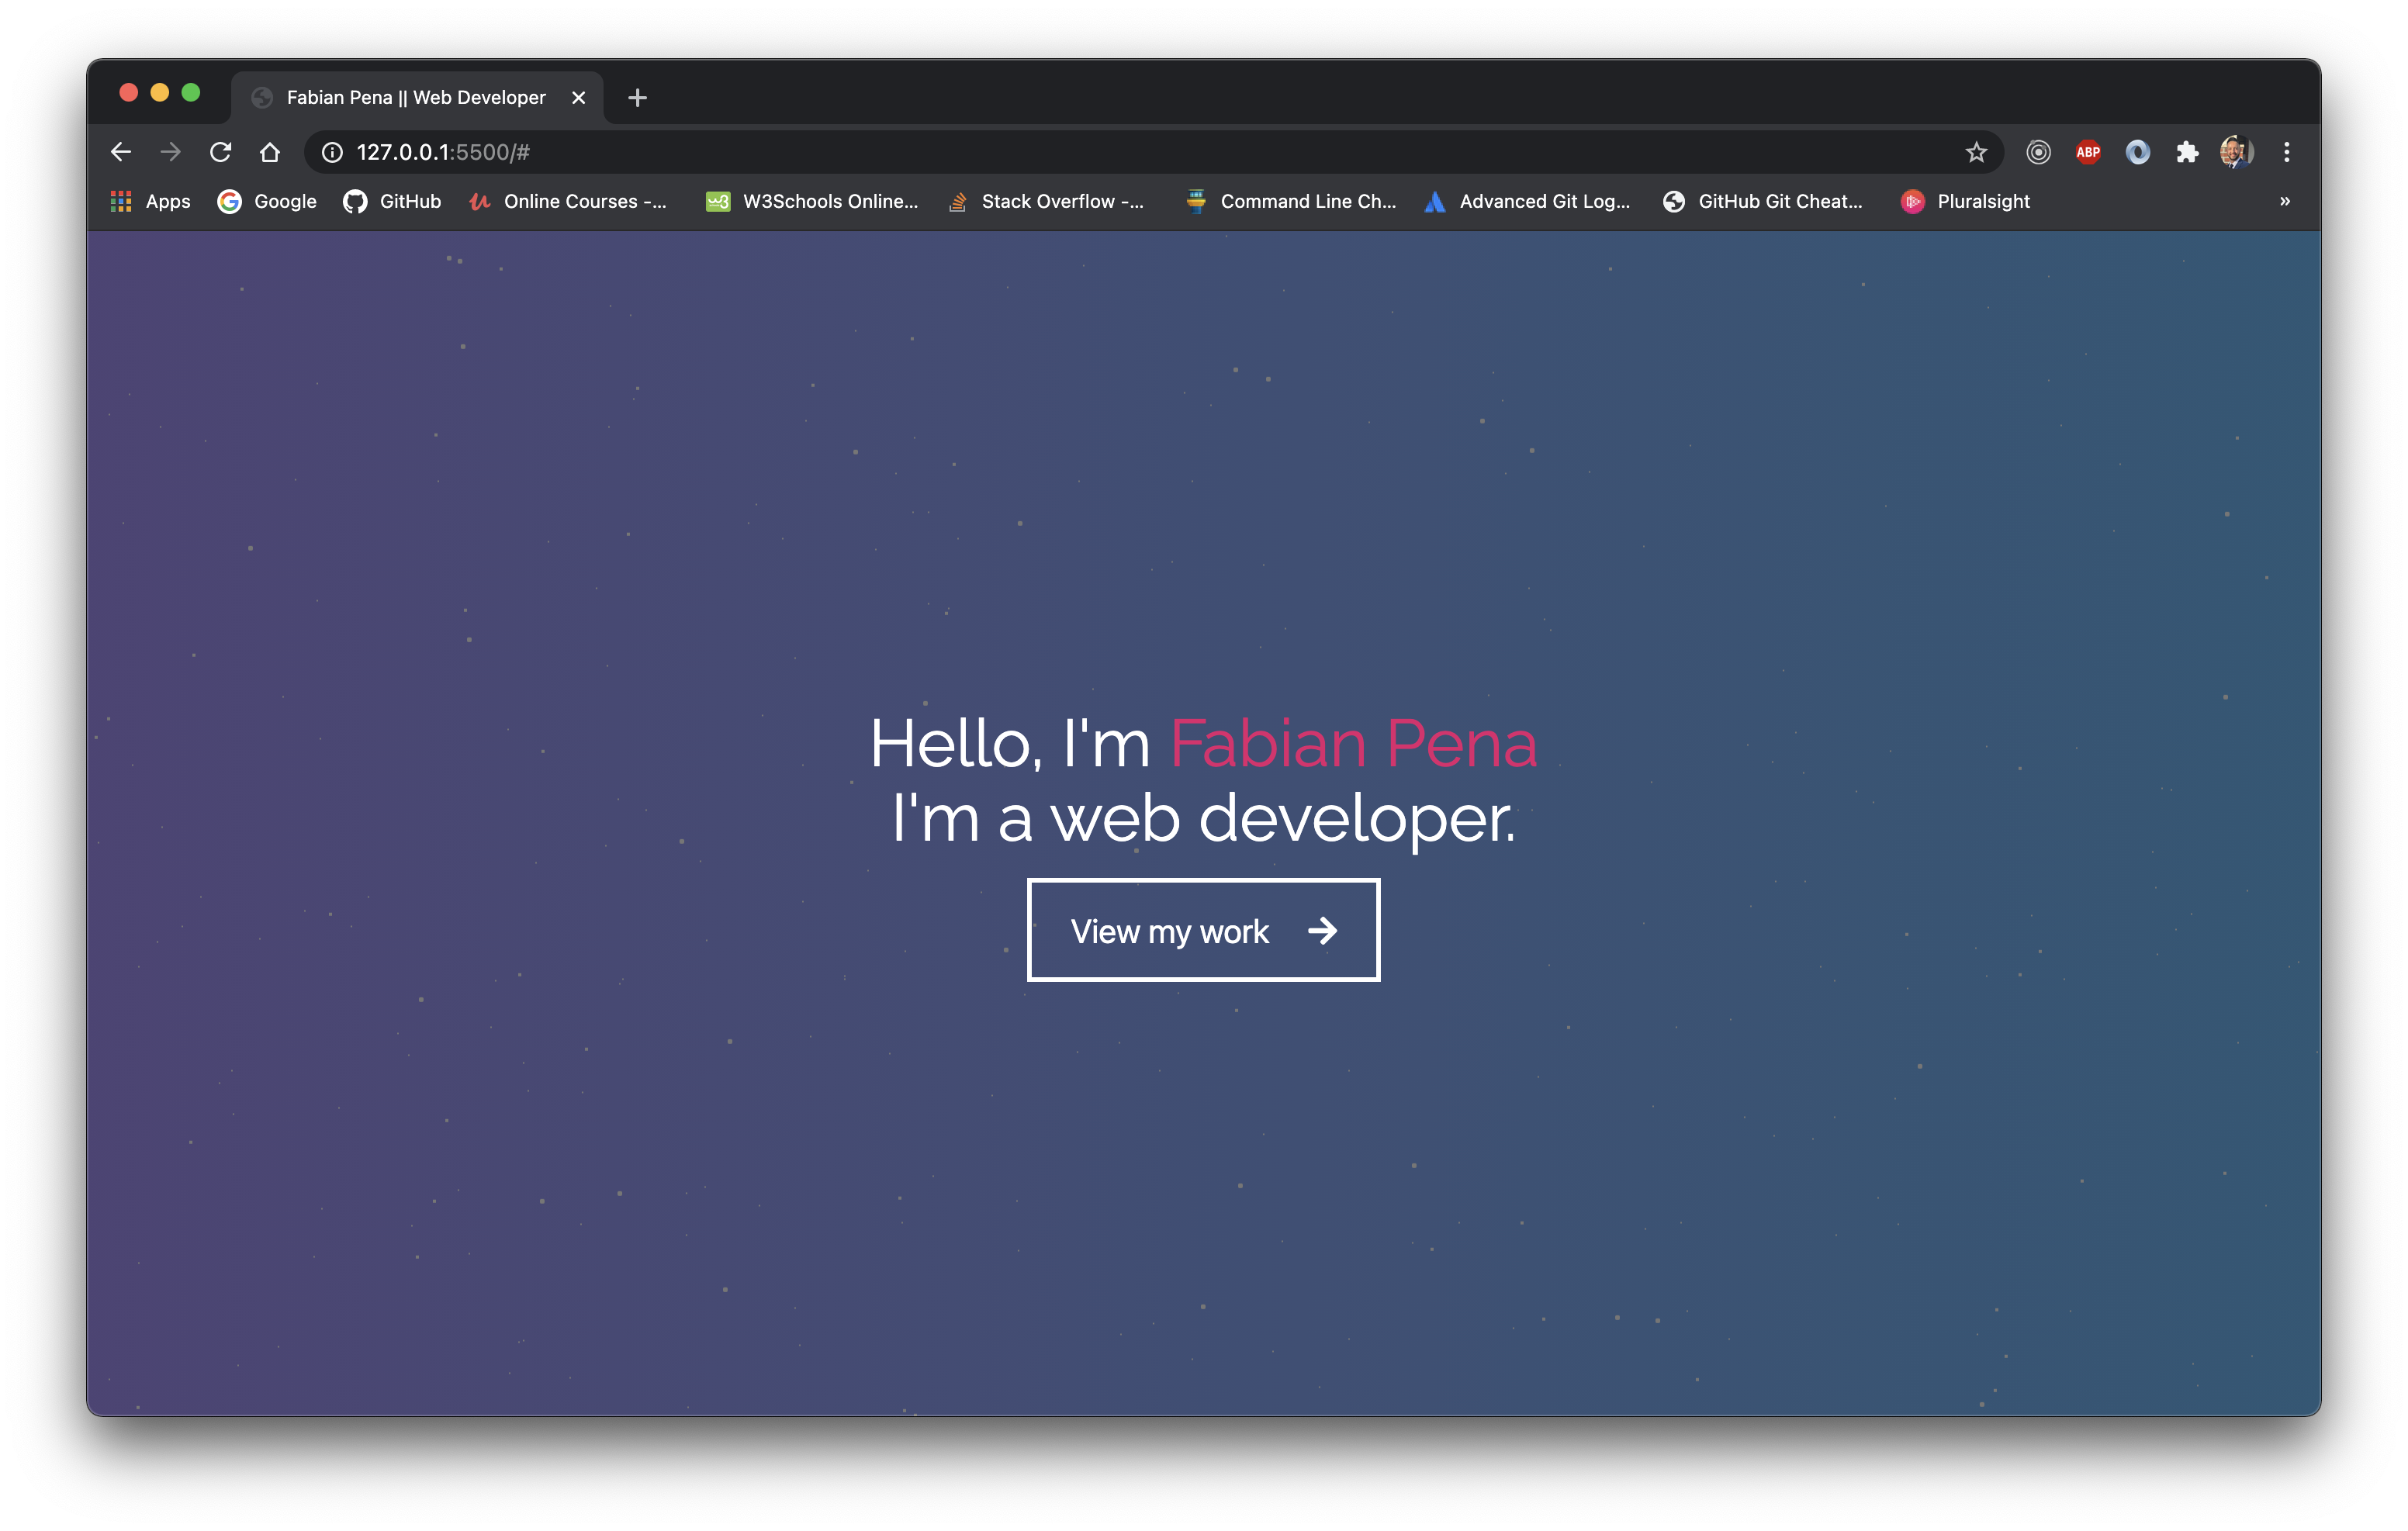 Fabian Pena || Web Developer
127.0.0.1:5500/#
ABP
Apps Google GitHub Online Courses -... W3Schools Online... Stack Overflow -... Command Line Ch... Advanced Git Log... GitHub Git Cheat... Pluralsight »
Hello, I'm Fabian Pena
I'm a web developer.
View my work